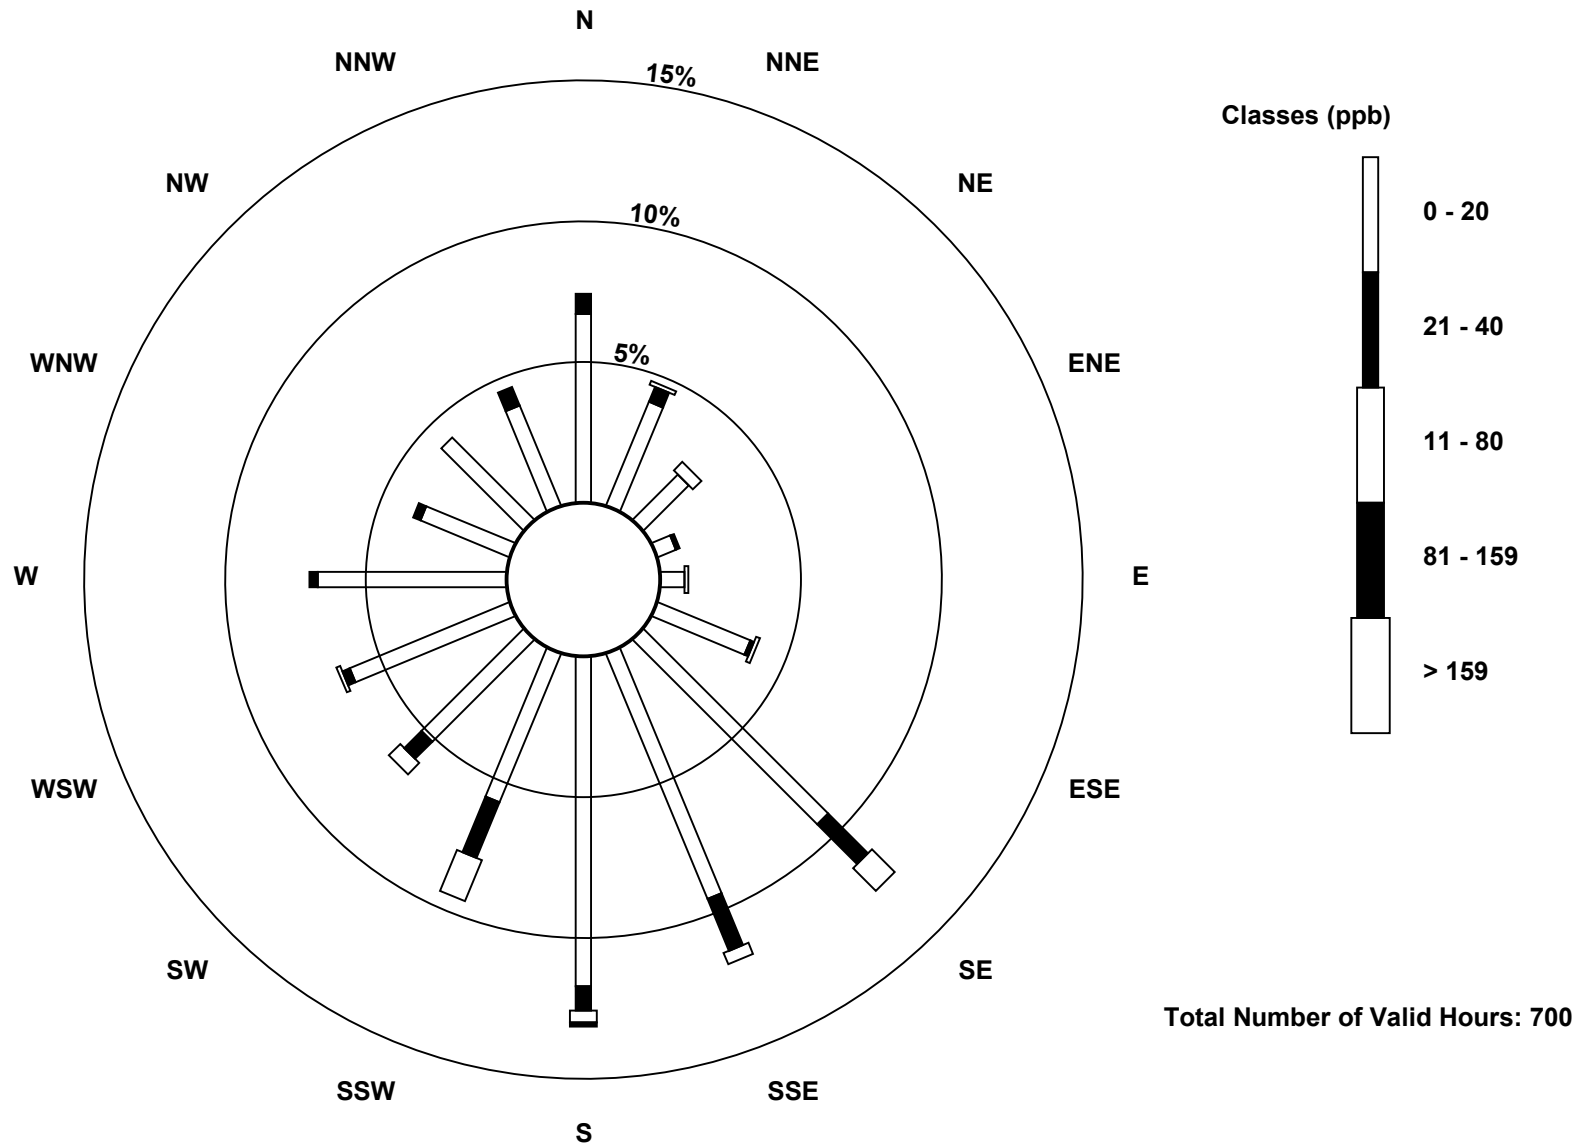 N
NNW
NNE
15%
Classes (ppb)
NW
NE
10%
0 - 20
21 - 40
5%
WNW
ENE
11 - 80
W
E
81 - 159
> 159
WSW
ESE
SW
SE
Total Number of Valid Hours: 700
SSW
SSE
S